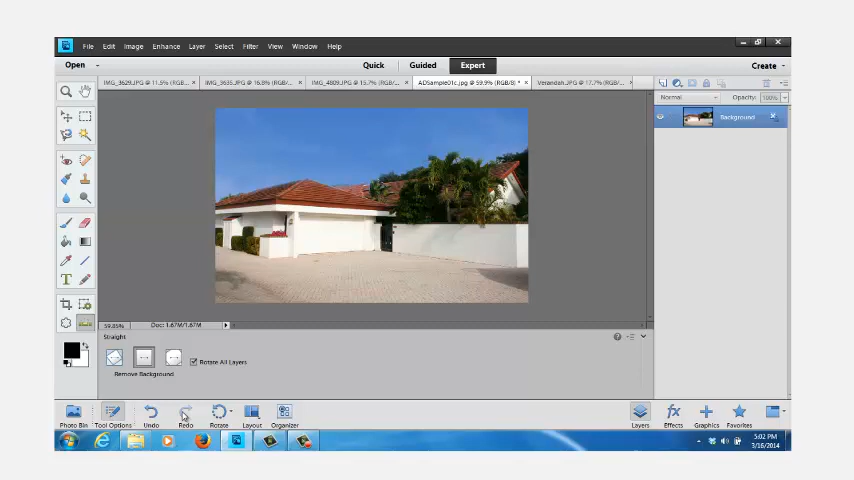 File Edit Image Enhance Layer Select Filter View Window Help
Open Quick Guided Expert Create
IMG_3629.JPG @ 11.5% (RGB... × IMG_3635.JPG @ 16.8% (RGB/... × IMG_4809.JPG @ 15.7% (RGB/... × ADSample01c.jpg @ 59.9% (RGB/8) * × Verandah.JPG @ 17.7% (RGB/... ×
Normal Opacity: 100%
Background
59.85% Doc: 1.67M/1.67M
Straight
Rotate All Layers
Remove Background
Photo Bin Tool Options Undo Redo Rotate Layout Organizer Layers Effects Graphics Favorites
5:02 PM
3/16/2014